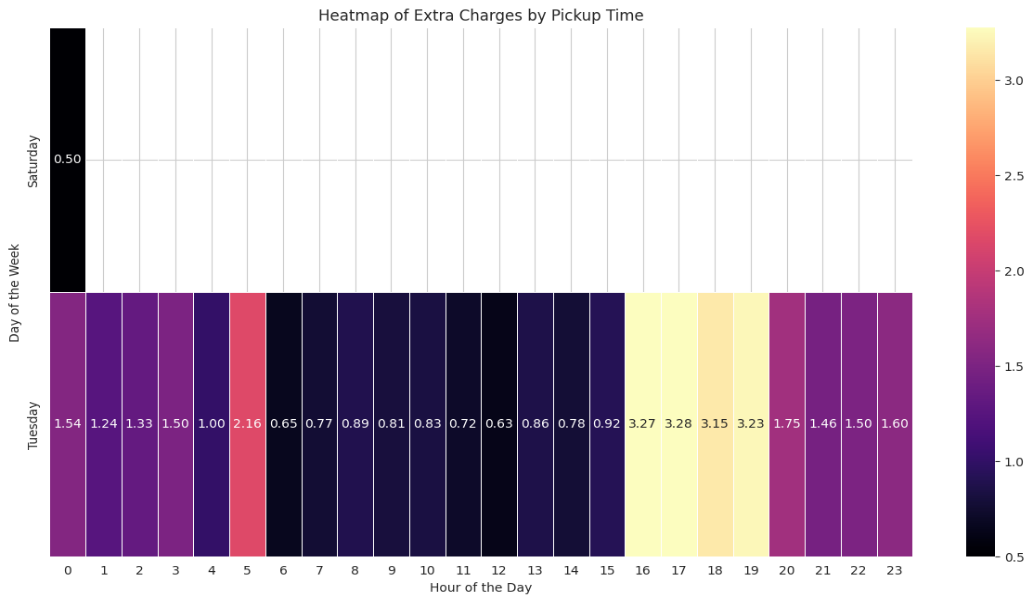 Heatmap of Extra Charges by Pickup Time
Day of the Week
Saturday
0.50
Tuesday
1.54 1.24 1.33 1.50 1.00 2.16 0.65 0.77 0.89 0.81 0.83 0.72 0.63 0.86 0.78 0.92 3.27 3.28 3.15 3.23 1.75 1.46 1.50 1.60
0 1 2 3 4 5 6 7 8 9 10 11 12 13 14 15 16 17 18 19 20 21 22 23
Hour of the Day
3.0
2.5
2.0
1.5
1.0
0.5